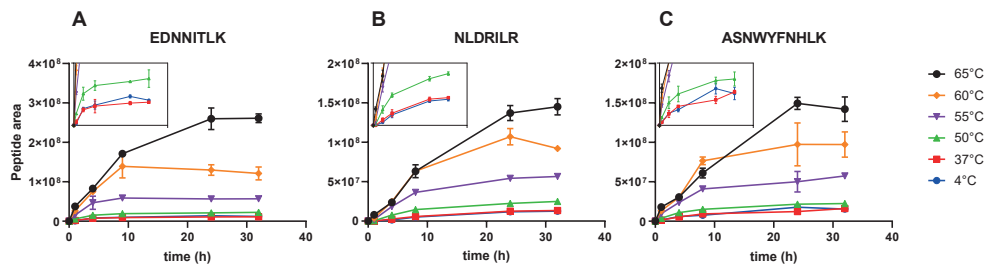 A
B
C
EDNNITLK
NLDRILR
ASNWYFNHLK
Peptide area
4×10⁸
3×10⁸
2×10⁸
1×10⁸
0
0 10 20 30 40
time (h)
2×10⁸
1.5×10⁸
1×10⁸
5×10⁷
0
0 10 20 30 40
time (h)
2×10⁸
1.5×10⁸
1×10⁸
5×10⁷
0
0 10 20 30 40
time (h)
65°C
60°C
55°C
50°C
37°C
4°C